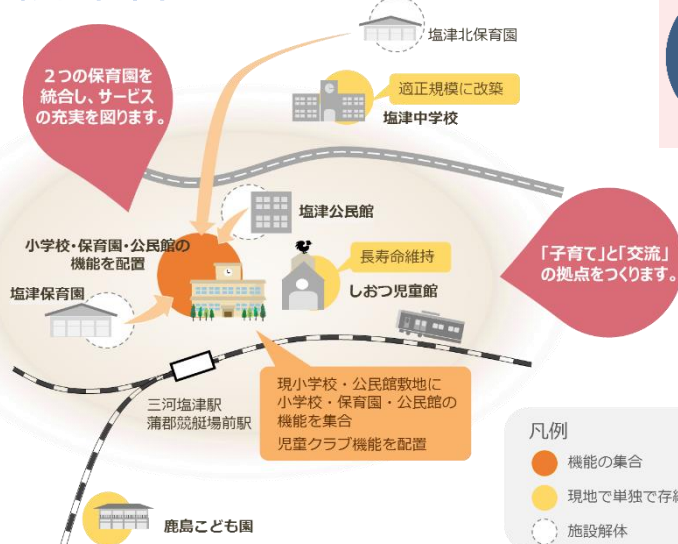 塩津北保育園
2つの保育園を
統合し、サービス
の充実を図ります。
適正規模に改築
塩津中学校
塩津公民館
小学校・保育園・公民館の
機能を配置
長寿命維持
しおつ児童館
「子育て」と「交流」
の拠点をつくります。
塩津保育園
現小学校・公民館敷地に
小学校・保育園・公民館の
機能を集合
児童クラブ機能を配置
三河塩津駅
蒲郡競艇場前駅
凡例
機能の集合
現地で単独で存続
施設解体
鹿島こども園